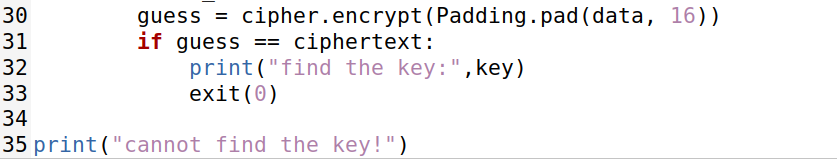 30        guess = cipher.encrypt(Padding.pad(data, 16))
31        if guess == ciphertext:
32            print("find the key:",key)
33            exit(0)
34
35 print("cannot find the key!")